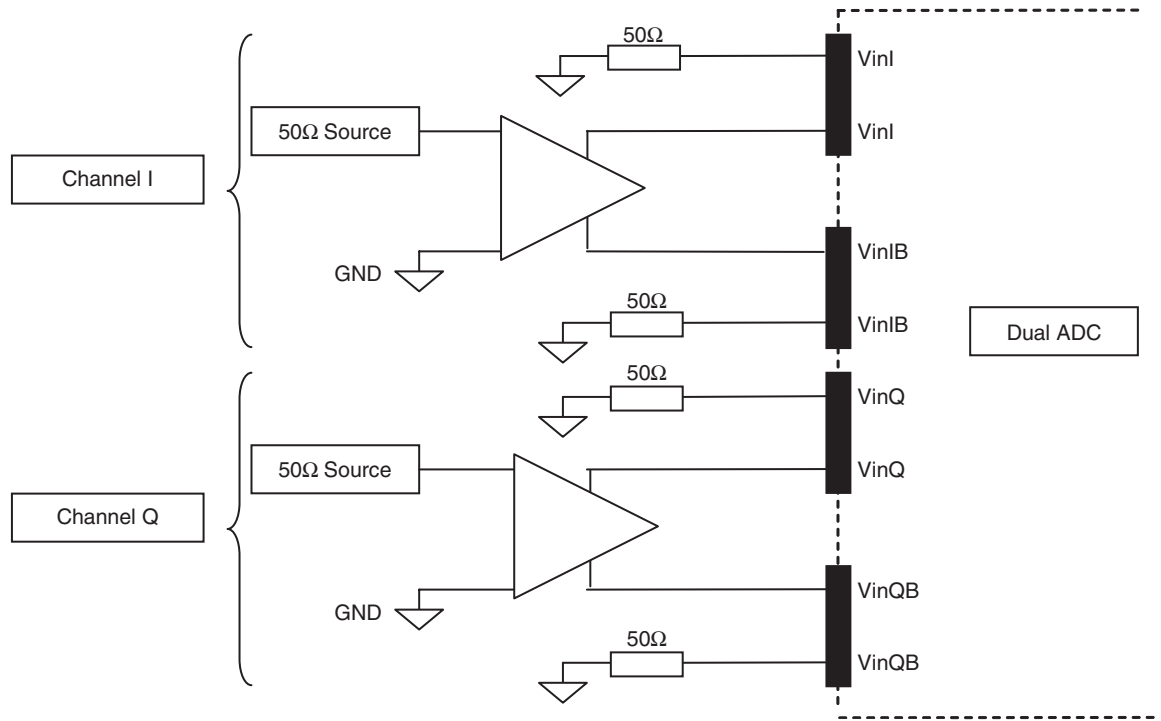 50Ω
VinI
50Ω Source
VinI
Channel I
VinIB
GND
50Ω
VinIB
Dual ADC
50Ω
VinQ
50Ω Source
VinQ
Channel Q
VinQB
GND
50Ω
VinQB